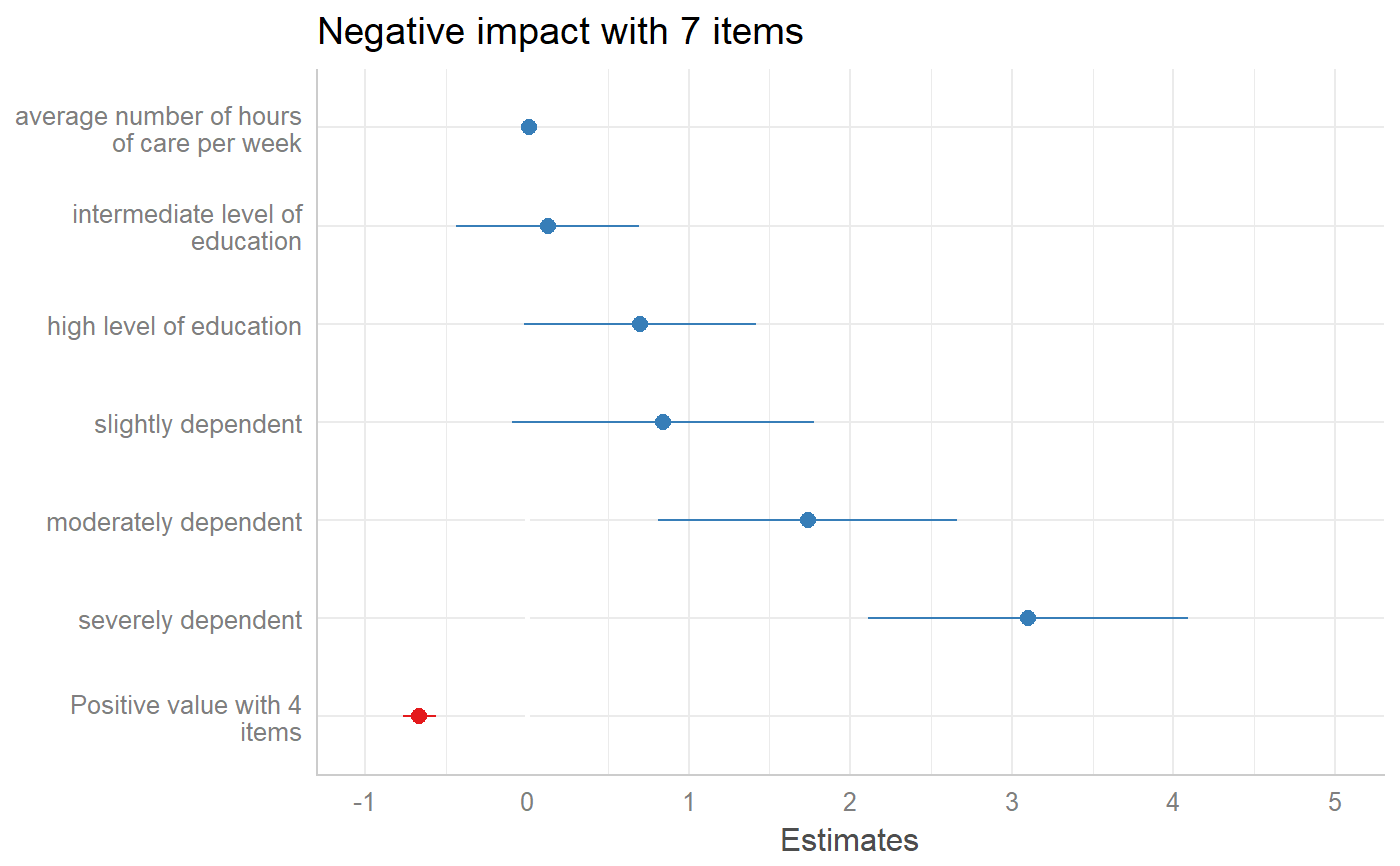 Negative impact with 7 items
average number of hours
of care per week
intermediate level of
education
high level of education
slightly dependent
moderately dependent
severely dependent
Positive value with 4
items
-1 0 1 2 3 4 5
Estimates